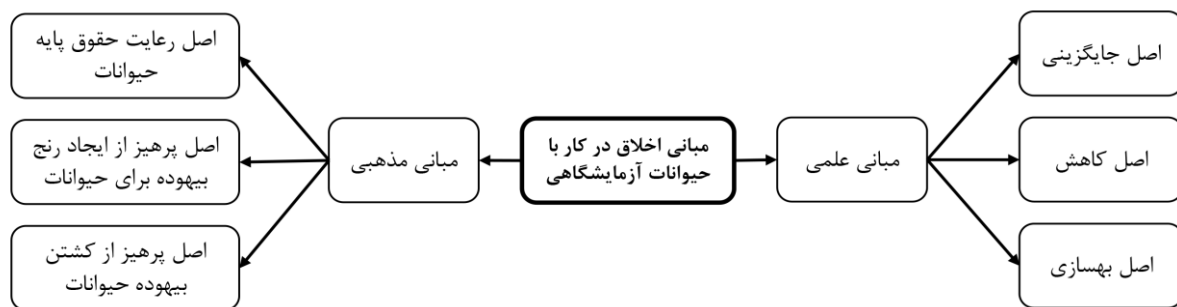 مبانی اخلاق در کار با
حیوانات آزمایشگاهی
مبانی علمی
اصل جایگزینی
اصل کاهش
اصل بهسازی
مبانی مذهبی
اصل رعایت حقوق پایه
حیوانات
اصل پرهیز از ایجاد رنج
بیهوده برای حیوانات
اصل پرهیز از کشتن
بیهوده حیوانات